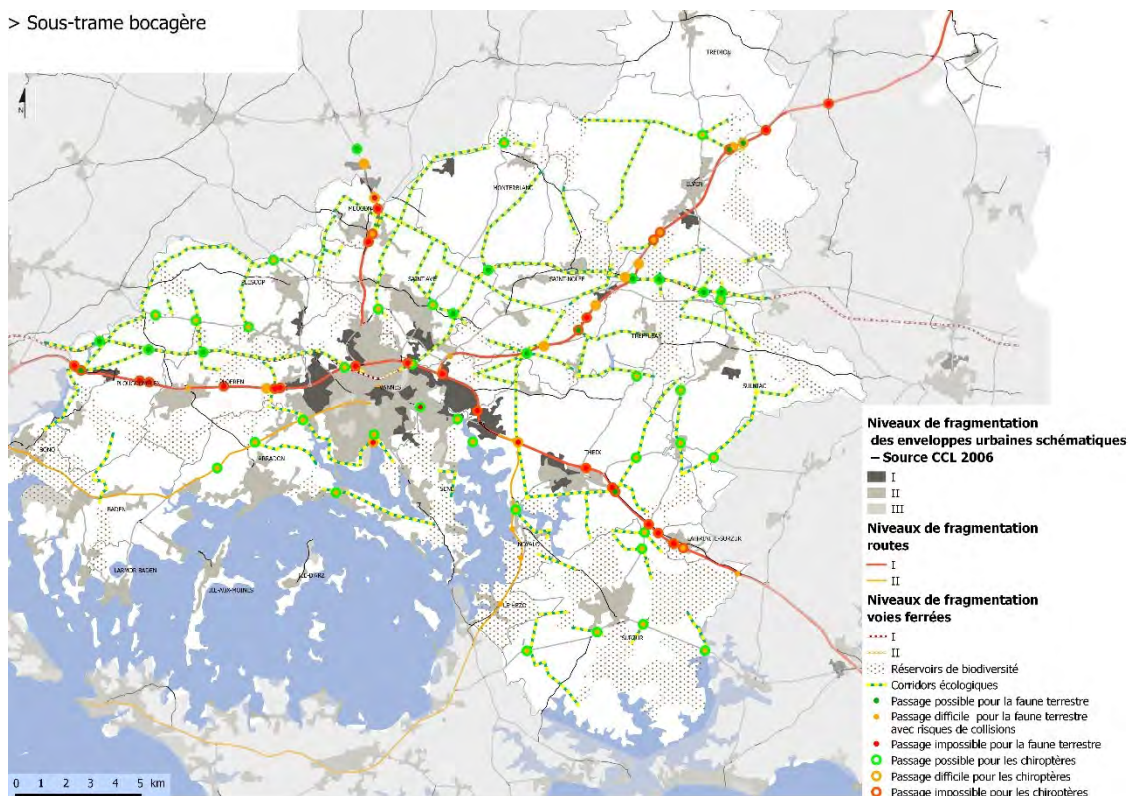 > Sous-trame bocagère
N
TREFFLEAN
MONTERBLANC
ELVEN
MEUCON
SAINT-AVE
SAINT-NOLFF
PLESCOP
SULNIAC
PLOUGOUMELEN
PLOEREN
VANNES
BONO
ARRADON
THEIX
SENE
BADEN
NOYALO
LARMOR-BADEN
ILE-AUX-MOINES
ILE-D'ARZ
LE HEZO
SURZUR
0 1 2 3 4 5 km
Niveaux de fragmentation
des enveloppes urbaines schématiques
– Source CCL 2006
I
II
III
Niveaux de fragmentation
routes
I
II
Niveaux de fragmentation
voies ferrées
I
II
Réservoirs de biodiversité
Corridors écologiques
Passage possible pour la faune terrestre
Passage difficile pour la faune terrestre
avec risques de collisions
Passage impossible pour la faune terrestre
Passage possible pour les chiroptères
Passage difficile pour les chiroptères
Passage impossible pour les chiroptères